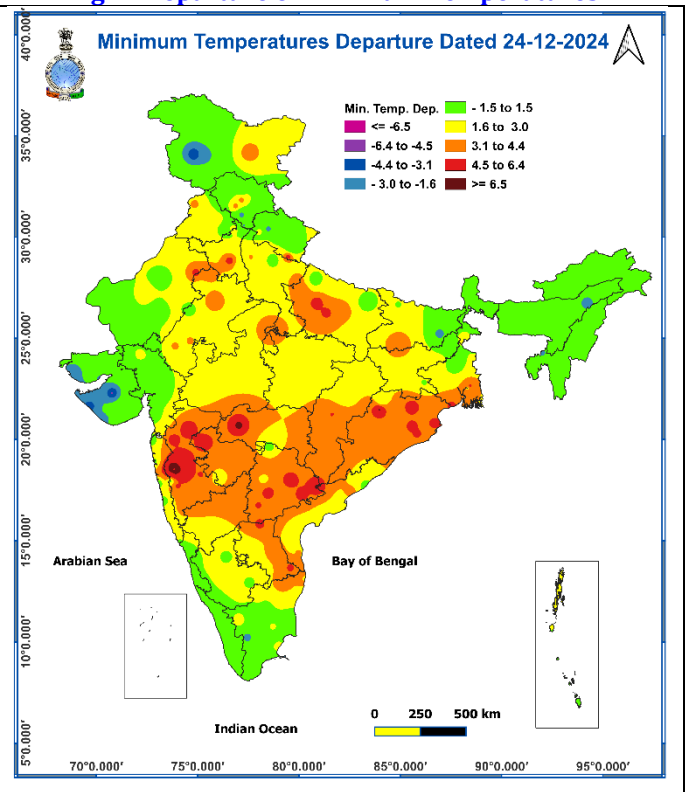 Minimum Temperatures Departure Dated 24-12-2024
Min. Temp. Dep.
<= -6.5
-6.4 to -4.5
-4.4 to -3.1
- 3.0 to -1.6
- 1.5 to 1.5
1.6 to 3.0
3.1 to 4.4
4.5 to 6.4
>= 6.5
40°0.000'
35°0.000'
30°0.000'
25°0.000'
20°0.000'
15°0.000'
10°0.000'
5°0.000'
Arabian Sea
Bay of Bengal
Indian Ocean
0 250 500 km
70°0.000'
75°0.000'
80°0.000'
85°0.000'
90°0.000'
95°0.000'